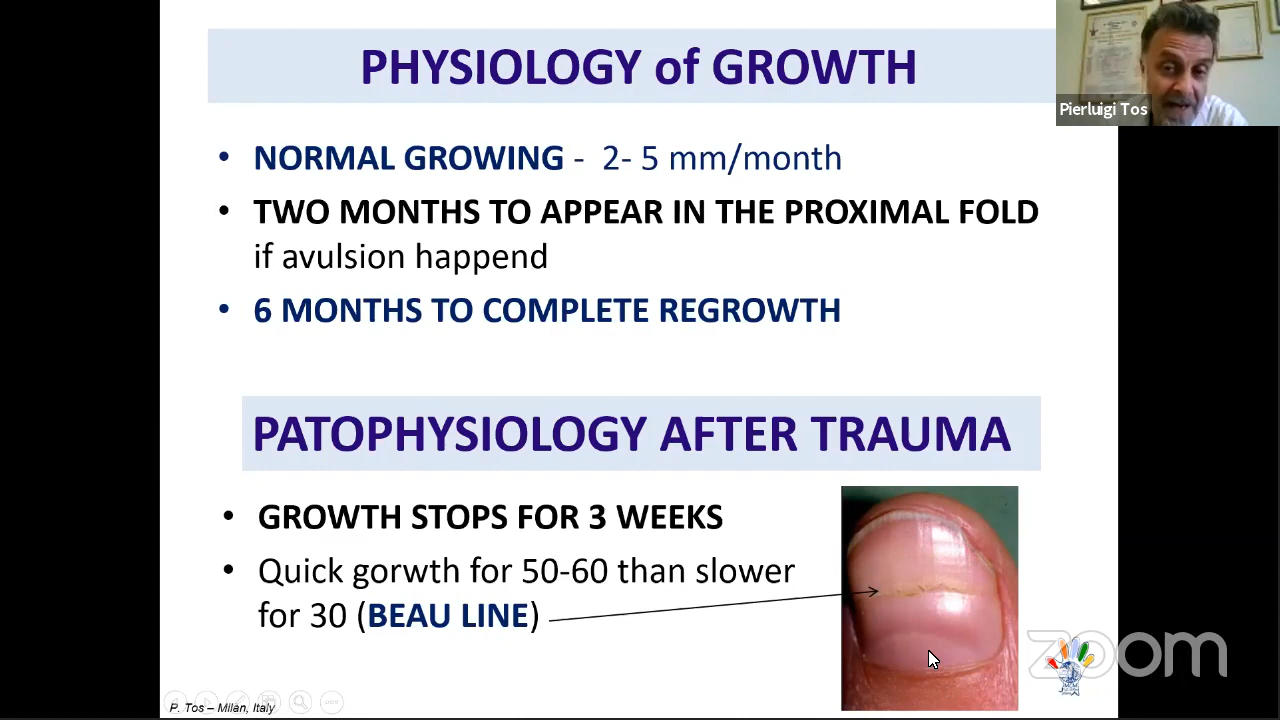 PHYSIOLOGY of GROWTH
Pierluigi Tos
• NORMAL GROWING - 2- 5 mm/month
• TWO MONTHS TO APPEAR IN THE PROXIMAL FOLD
if avulsion happend
• 6 MONTHS TO COMPLETE REGROWTH
PATOPHYSIOLOGY AFTER TRAUMA
• GROWTH STOPS FOR 3 WEEKS
• Quick gorwth for 50-60 than slower
for 30 (BEAU LINE)
zoom
P. Tos – Milan, Italy